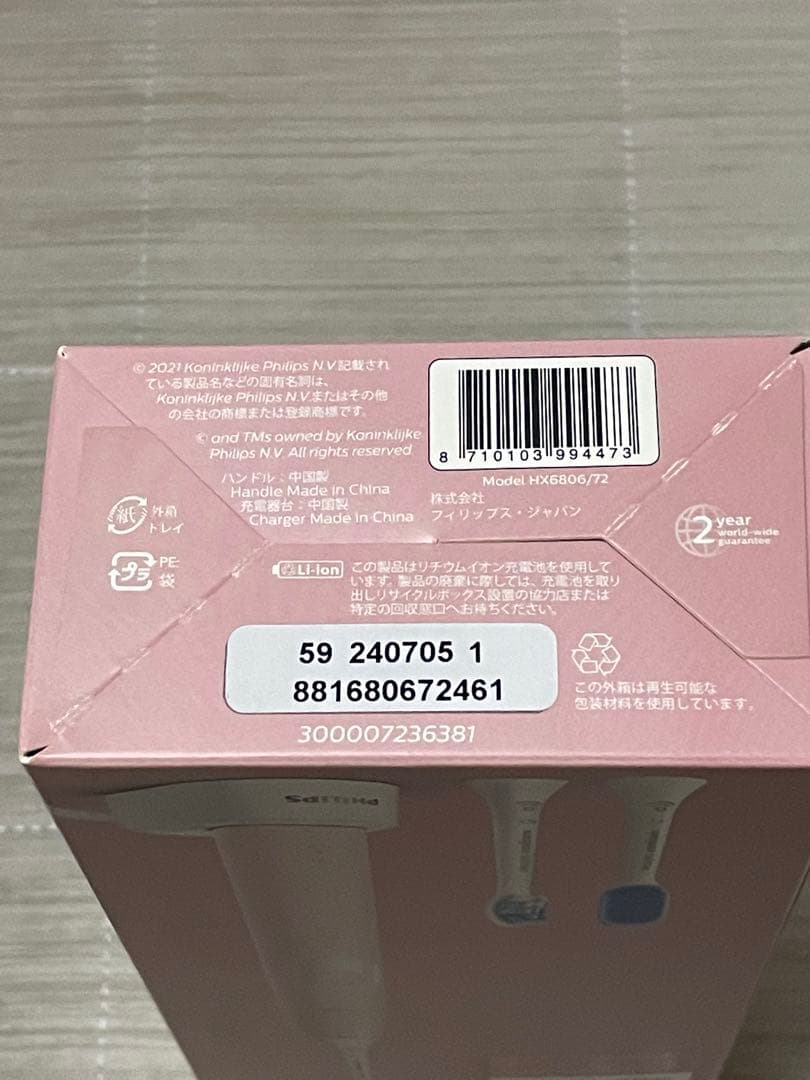 © 2021 Koninklijke Philips N.V.記載され
ている製品名などの固有名詞は、
Koninklijke Philips N.V.またはその他
の会社の商標または登録商標です。
© and TMs owned by Koninklijke
Philips N.V. All rights reserved
ハンドル：中国製
Handle Made in China
充電器台：中国製
Charger Made in China
8 710103 994473
Model HX6806/72
株式会社
フィリップス・ジャパン
2 year
world-wide
guarantee
紙 外箱
トレイ
プラ PE-
袋
Li-ion
この製品はリチウムイオン充電池を使用して
います。製品の廃棄に際しては、充電池を取り
出しリサイクルボックス設置の協力店または
特定の回収窓口へお持ちください。
59 240705 1
881680672461
この外箱は再生可能な
包装材料を使用しています。
300007236381
PHILIPS